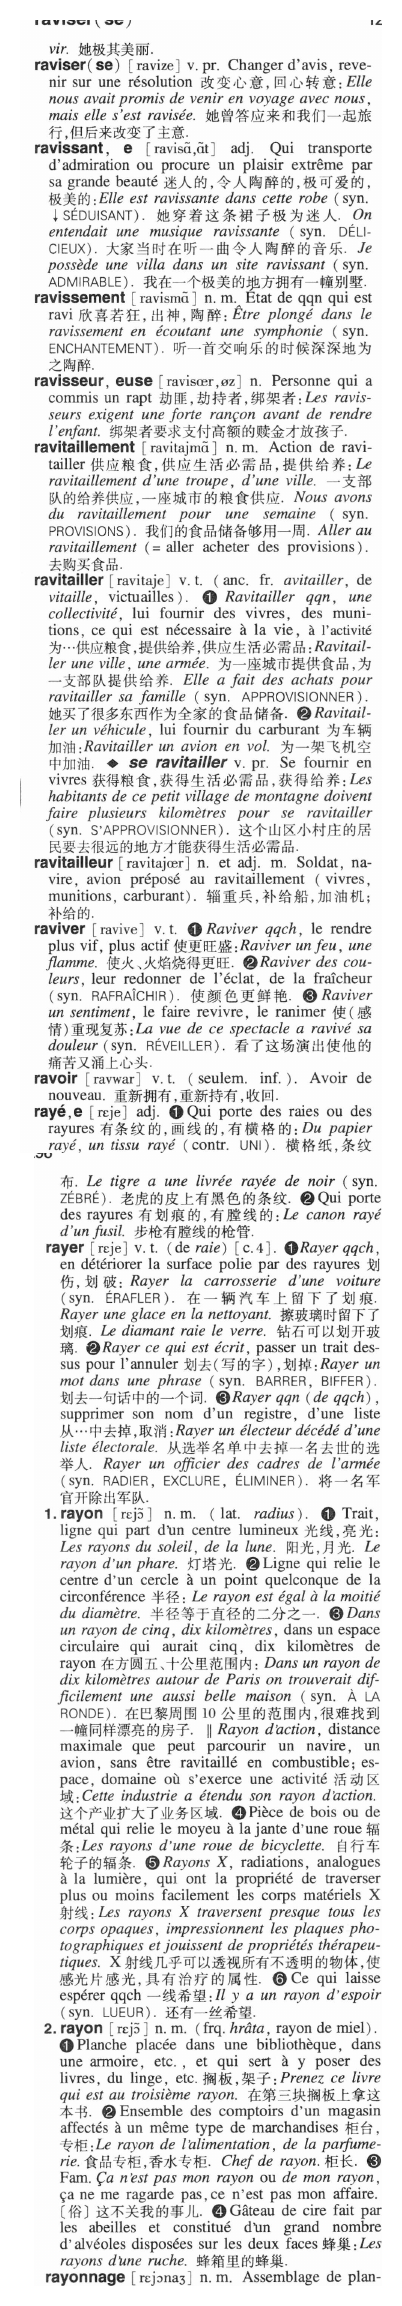 raviser(se)
12
vir. 她极其美丽.
raviser(se) [ravize] v. pr. Changer d'avis, reve-
nir sur une résolution 改变心意,回心转意: Elle
nous avait promis de venir en voyage avec nous,
mais elle s'est ravisée. 她曾答应来和我们一起旅
行,但后来改变了主意.
ravissant, e [ravisɑ̃,ɑ̃t] adj. Qui transporte
d'admiration ou procure un plaisir extrême par
sa grande beauté 迷人的,令人陶醉的,极可爱的,
极美的:Elle est ravissante dans cette robe (syn.
↓ SÉDUISANT). 她穿着这条裙子极为迷人. On
entendait une musique ravissante (syn. DÉLI-
CIEUX). 大家当时在听一曲令人陶醉的音乐. Je
possède une villa dans un site ravissant (syn.
ADMIRABLE). 我在一个极美的地方拥有一幢别墅.
ravissement [ravismɑ̃] n. m. État de qqn qui est
ravi 欣喜若狂,出神,陶醉: Être plongé dans le
ravissement en écoutant une symphonie (syn.
ENCHANTEMENT). 听一首交响乐的时候深深地为
之陶醉.
ravisseur, euse [ravisœr,øz] n. Personne qui a
commis un rapt 劫匪,劫持者,绑架者: Les ravis-
seurs exigent une forte rançon avant de rendre
l'enfant. 绑架者要求支付高额的赎金才放孩子.
ravitaillement [ravitajmɑ̃] n. m. Action de ravi-
tailler 供应粮食,供应生活必需品,提供给养: Le
ravitaillement d'une troupe, d'une ville. 一支部
队的给养供应,一座城市的粮食供应. Nous avons
du ravitaillement pour une semaine (syn.
PROVISIONS). 我们的食品储备够用一周. Aller au
ravitaillement (= aller acheter des provisions).
去购买食品.
ravitailler [ravitaje] v. t. (anc. fr. avitailler, de
vitaille, victuailles). ❶ Ravitailler qqn, une
collectivité, lui fournir des vivres, des muni-
tions, ce qui est nécessaire à la vie, à l'activité
为…供应粮食,提供给养,供应生活必需品: Ravitail-
ler une ville, une armée. 为一座城市提供食品,为
一支部队提供给养. Elle a fait des achats pour
ravitailler sa famille (syn. APPROVISIONNER).
她买了很多东西作为全家的食品储备. ❷ Ravitail-
ler un véhicule, lui fournir du carburant 为车辆
加油:Ravitailler un avion en vol. 为一架飞机空
中加油. ◆ se ravitailler v. pr. Se fournir en
vivres 获得粮食,获得生活必需品,获得给养: Les
habitants de ce petit village de montagne doivent
faire plusieurs kilomètres pour se ravitailler
(syn. S'APPROVISIONNER). 这个山区小村庄的居
民要去很远的地方才能获得生活必需品.
ravitailleur [ravitajœr] n. et adj. m. Soldat, na-
vire, avion préposé au ravitaillement (vivres,
munitions, carburant). 辎重兵,补给船,加油机;
补给的.
raviver [ravive] v. t. ❶ Raviver qqch, le rendre
plus vif, plus actif 使更旺盛:Raviver un feu, une
flamme. 使火、火焰烧得更旺. ❷ Raviver des cou-
leurs, leur redonner de l'éclat, de la fraîcheur
(syn. RAFRAÎCHIR). 使颜色更鲜艳. ❸ Raviver
un sentiment, le faire revivre, le ranimer 使(感
情)重现复苏:La vue de ce spectacle a ravivé sa
douleur (syn. RÉVEILLER). 看了这场演出使他的
痛苦又涌上心头.
ravoir [ravwar] v. t. (seulem. inf.). Avoir de
nouveau. 重新拥有,重新持有,收回.
rayé, e [rɛje] adj. ❶ Qui porte des raies ou des
rayures 有条纹的,画线的,有横格的: Du papier
rayé, un tissu rayé (contr. UNI). 横格纸,条纹
布. Le tigre a une livrée rayée de noir (syn.
ZÉBRÉ). 老虎的皮上有黑色的条纹. ❷ Qui porte
des rayures 有划痕的,有膛线的: Le canon rayé
d'un fusil. 步枪有膛线的枪管.
rayer [rɛje] v. t. (de raie) [c.4]. ❶ Rayer qqch,
en détériorer la surface polie par des rayures 划
伤,划破: Rayer la carrosserie d'une voiture
(syn. ÉRAFLER). 在一辆汽车上留下了划痕.
Rayer une glace en la nettoyant. 擦玻璃时留下了
划痕. Le diamant raie le verre. 钻石可以划开玻
璃. ❷ Rayer ce qui est écrit, passer un trait des-
sus pour l'annuler 划去(写的字),划掉:Rayer un
mot dans une phrase (syn. BARRER, BIFFER).
划去一句话中的一个词. ❸ Rayer qqn (de qqch),
supprimer son nom d'un registre, d'une liste
从…中去掉,取消:Rayer un électeur décédé d'une
liste électorale. 从选举名单中去掉一名去世的选
举人. Rayer un officier des cadres de l'armée
(syn. RADIER, EXCLURE, ÉLIMINER). 将一名军
官开除出军队.
1. rayon [rɛjɔ̃] n. m. (lat. radius). ❶ Trait,
ligne qui part d'un centre lumineux 光线,亮光:
Les rayons du soleil, de la lune. 阳光,月光. Le
rayon d'un phare. 灯塔光. ❷ Ligne qui relie le
centre d'un cercle à un point quelconque de la
circonférence 半径: Le rayon est égal à la moitié
du diamètre. 半径等于直径的二分之一. ❸ Dans
un rayon de cinq, dix kilomètres, dans un espace
circulaire qui aurait cinq, dix kilomètres de
rayon 在方圆五、十公里范围内: Dans un rayon de
dix kilomètres autour de Paris on trouverait dif-
ficilement une aussi belle maison (syn. À LA
RONDE). 在巴黎周围 10 公里的范围内,很难找到
一幢同样漂亮的房子. ‖ Rayon d'action, distance
maximale que peut parcourir un navire, un
avion, sans être ravitaillé en combustible; es-
pace, domaine où s'exerce une activité 活动区
域:Cette industrie a étendu son rayon d'action.
这个产业扩大了业务区域. ❹ Pièce de bois ou de
métal qui relie le moyeu à la jante d'une roue 辐
条:Les rayons d'une roue de bicyclette. 自行车
轮子的辐条. ❺ Rayons X, radiations, analogues
à la lumière, qui ont la propriété de traverser
plus ou moins facilement les corps matériels X
射线: Les rayons X traversent presque tous les
corps opaques, impressionnent les plaques pho-
tographiques et jouissent de propriétés thérapeu-
tiques. X 射线几乎可以透视所有不透明的物体,使
感光片感光,具有治疗的属性. ❻ Ce qui laisse
espérer qqch 一线希望:Il y a un rayon d'espoir
(syn. LUEUR). 还有一丝希望.
2. rayon [rɛjɔ̃] n. m. (frq. hrâta, rayon de miel).
❶ Planche placée dans une bibliothèque, dans
une armoire, etc., et qui sert à y poser des
livres, du linge, etc. 搁板,架子: Prenez ce livre
qui est au troisième rayon. 在第三块搁板上拿这
本书. ❷ Ensemble des comptoirs d'un magasin
affectés à un même type de marchandises 柜台,
专柜:Le rayon de l'alimentation, de la parfume-
rie. 食品专柜,香水专柜. Chef de rayon. 柜长. ❸
Fam. Ça n'est pas mon rayon ou de mon rayon,
ça ne me ragarde pas, ce n'est pas mon affaire.
〔俗〕这不关我的事儿. ❹ Gâteau de cire fait par
les abeilles et constitué d'un grand nombre
d'alvéoles disposées sur les deux faces 蜂巢:Les
rayons d'une ruche. 蜂箱里的蜂巢.
rayonnage [rɛjɔnaʒ] n. m. Assemblage de plan-